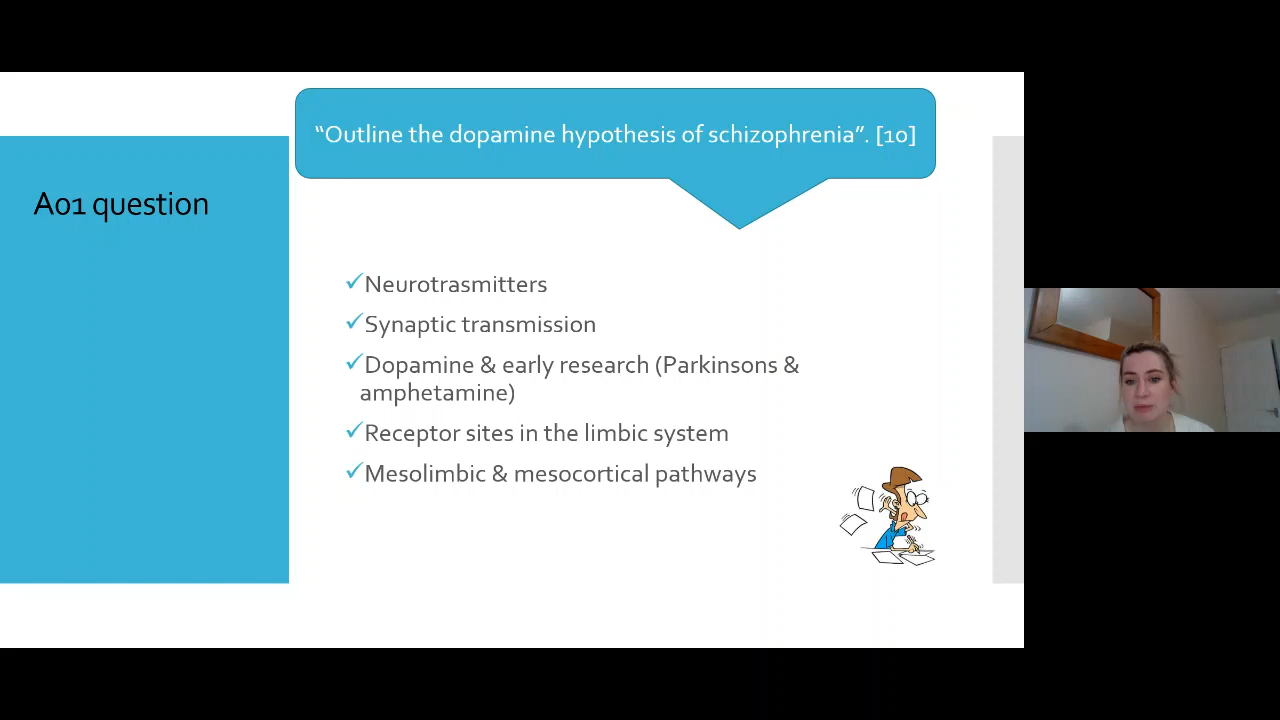 “Outline the dopamine hypothesis of schizophrenia”. [10]
A01 question
✓Neurotrasmitters
✓Synaptic transmission
✓Dopamine & early research (Parkinsons &
amphetamine)
✓Receptor sites in the limbic system
✓Mesolimbic & mesocortical pathways